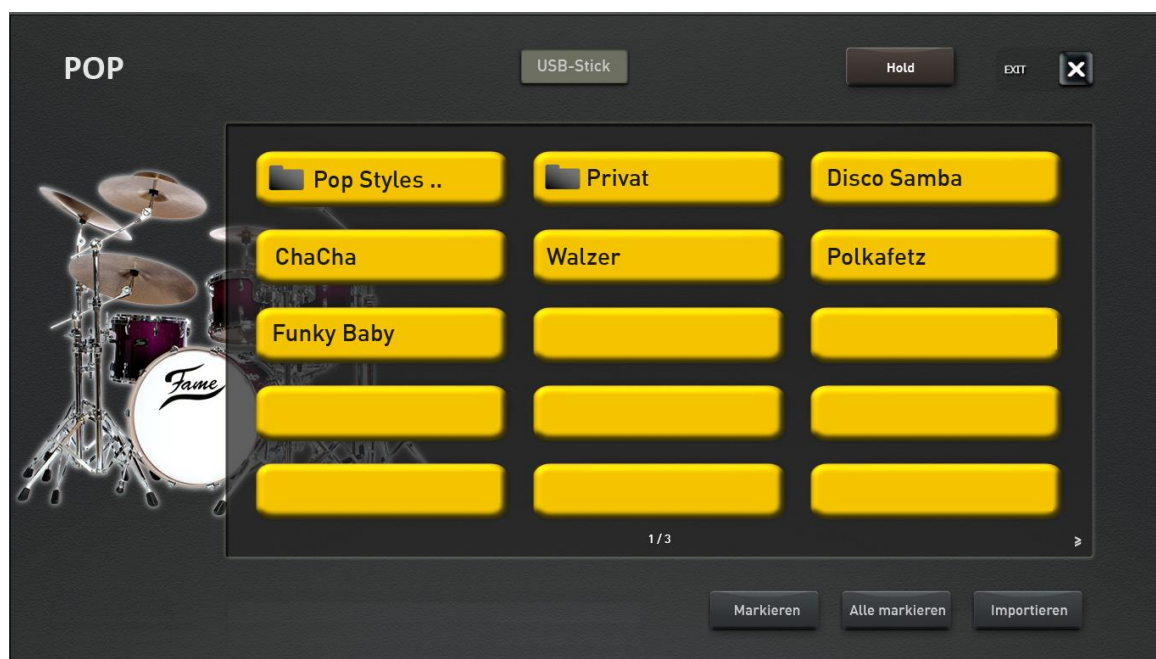 POP
USB-Stick
Hold
EXIT
Pop Styles ..
Privat
Disco Samba
ChaCha
Walzer
Polkafetz
Funky Baby
Fame
1/3
Markieren
Alle markieren
Importieren